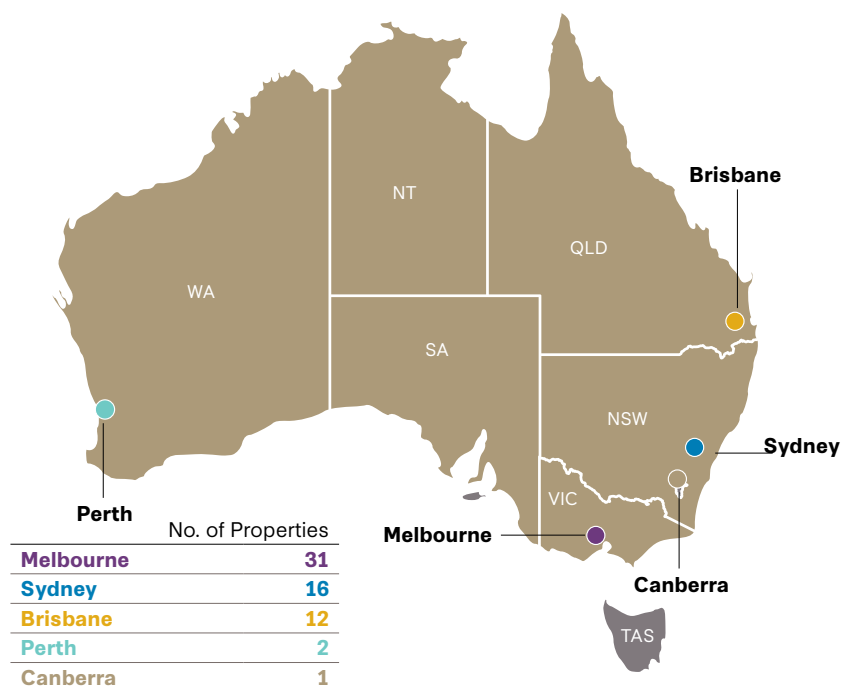 Brisbane
NT
QLD
WA
SA
NSW
Sydney
VIC
Perth
Melbourne
Canberra
TAS
No. of Properties
Melbourne 31
Sydney 16
Brisbane 12
Perth 2
Canberra 1